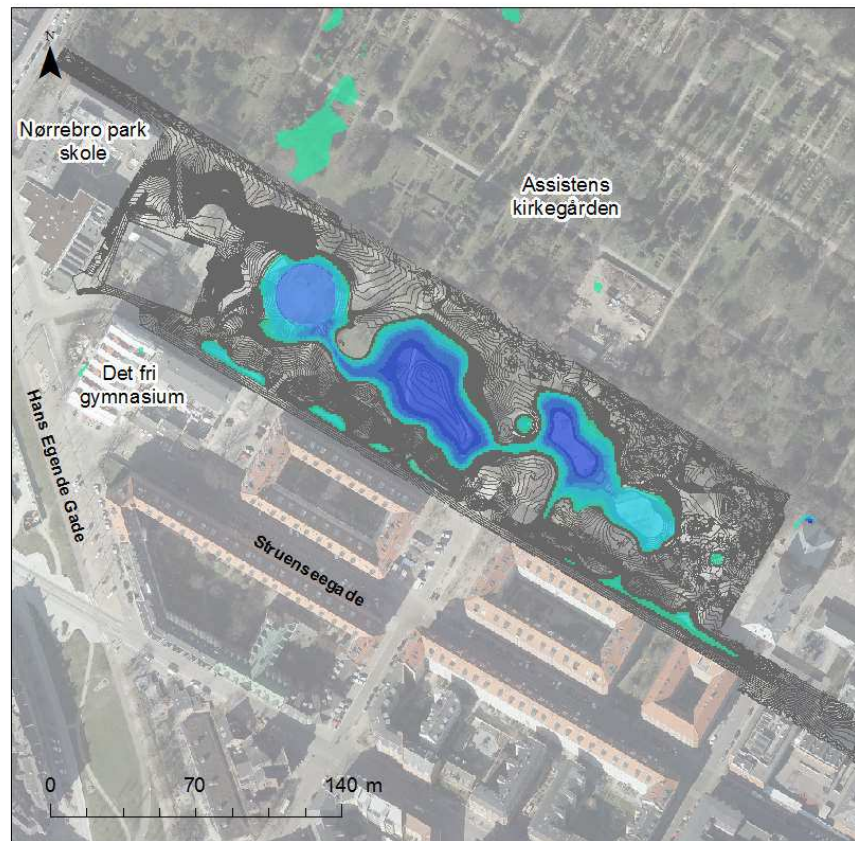 N
Nørrebro park
skole
Assistens
kirkegården
Det fri
gymnasium
Hans Egende Gade
Struenseegade
0 70 140 m